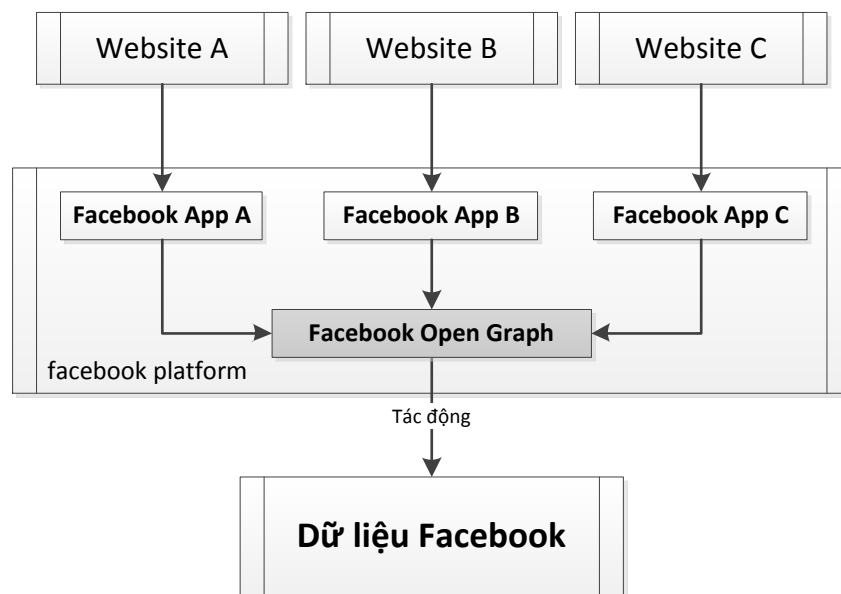 Website A
Website B
Website C
Facebook App A
Facebook App B
Facebook App C
Facebook Open Graph
facebook platform
Tác động
Dữ liệu Facebook